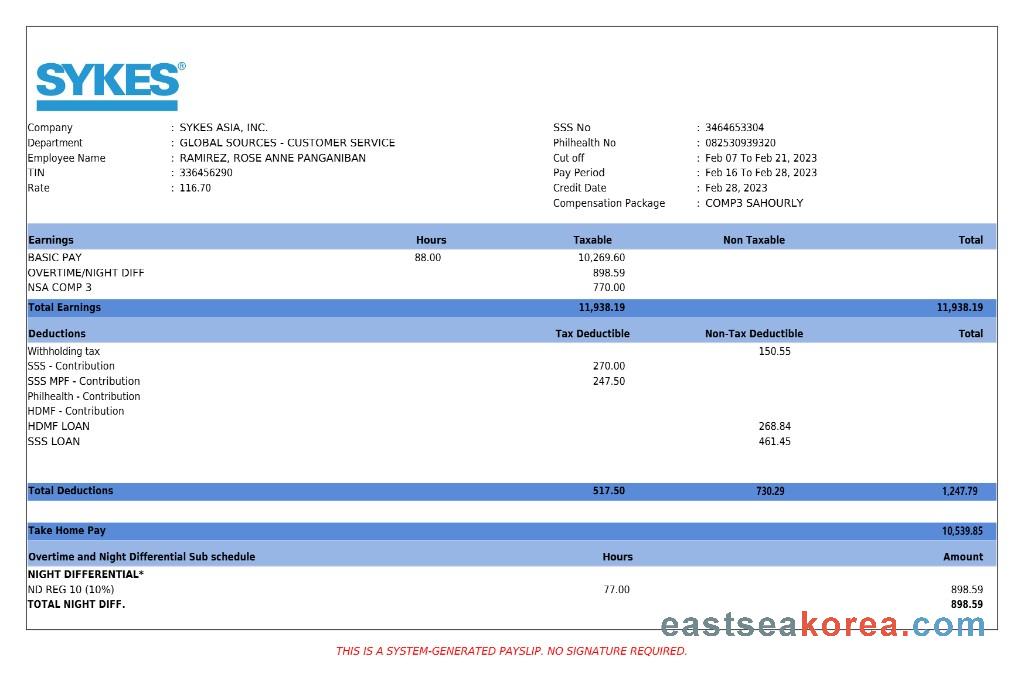 SYKES®
Company : SYKES ASIA, INC. SSS No : 3464653304
Department : GLOBAL SOURCES - CUSTOMER SERVICE Philhealth No : 082530939320
Employee Name : RAMIREZ, ROSE ANNE PANGANIBAN Cut off : Feb 07 To Feb 21, 2023
TIN : 336456290 Pay Period : Feb 16 To Feb 28, 2023
Rate : 116.70 Credit Date : Feb 28, 2023
Compensation Package : COMP3 SAHOURLY
Earnings Hours Taxable Non Taxable Total
BASIC PAY 88.00 10,269.60
OVERTIME/NIGHT DIFF 898.59
NSA COMP 3 770.00
Total Earnings 11,938.19 11,938.19
Deductions Tax Deductible Non-Tax Deductible Total
Withholding tax 150.55
SSS - Contribution 270.00
SSS MPF - Contribution 247.50
Philhealth - Contribution
HDMF - Contribution
HDMF LOAN 268.84
SSS LOAN 461.45
Total Deductions 517.50 730.29 1,247.79
Take Home Pay 10,539.85
Overtime and Night Differential Sub schedule Hours Amount
NIGHT DIFFERENTIAL*
ND REG 10 (10%) 77.00 898.59
TOTAL NIGHT DIFF. 898.59
eastseakorea.com
THIS IS A SYSTEM-GENERATED PAYSLIP. NO SIGNATURE REQUIRED.